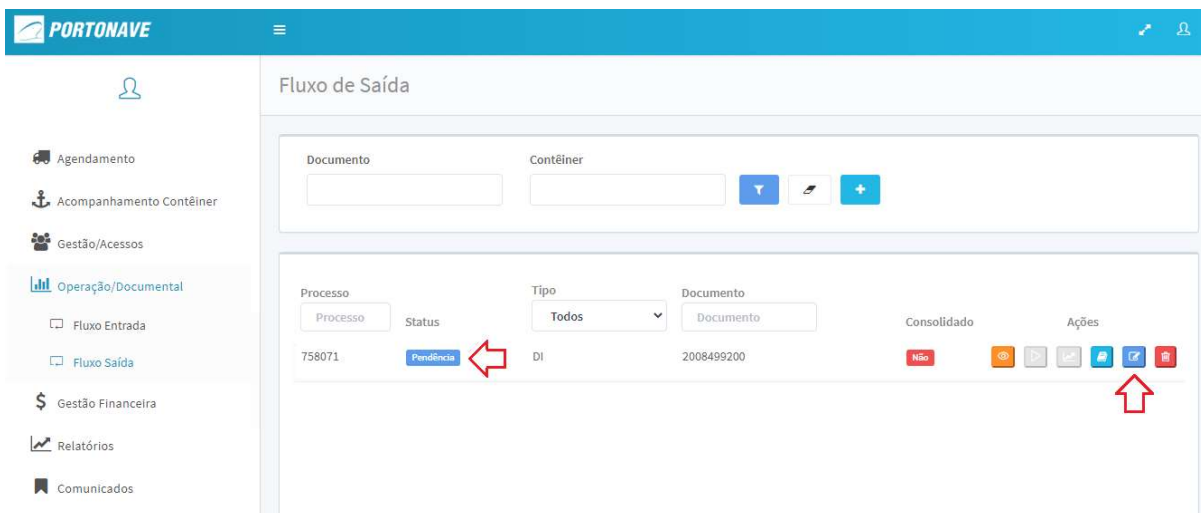 PORTONAVE
Fluxo de Saída
Agendamento
Acompanhamento Contêiner
Gestão/Acessos
Operação/Documental
Fluxo Entrada
Fluxo Saída
Gestão Financeira
Relatórios
Comunicados
Documento Contêiner
Processo Status Tipo Documento Consolidado Ações
Processo Todos Documento
758071 Pendência DI 2008499200 Não